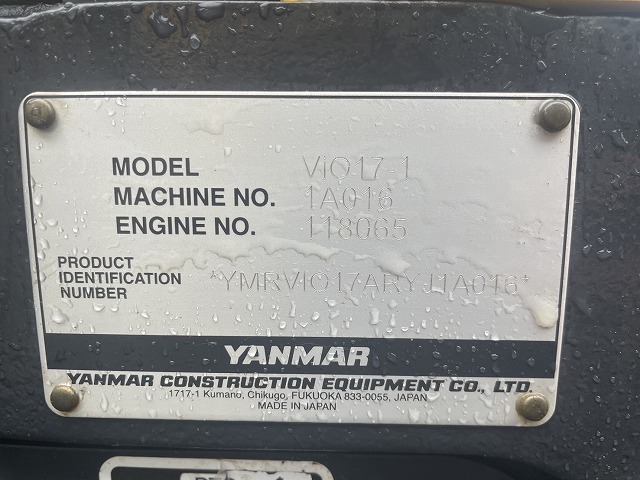 MODEL ViO17-1
MACHINE NO. 1A016
ENGINE NO. 118065
PRODUCT
IDENTIFICATION
NUMBER
*YMRVIO17ARYJ1A016*
YANMAR
YANMAR CONSTRUCTION EQUIPMENT CO., LTD.
1717-1 Kumano, Chikugo, FUKUOKA 833-0055, JAPAN
MADE IN JAPAN